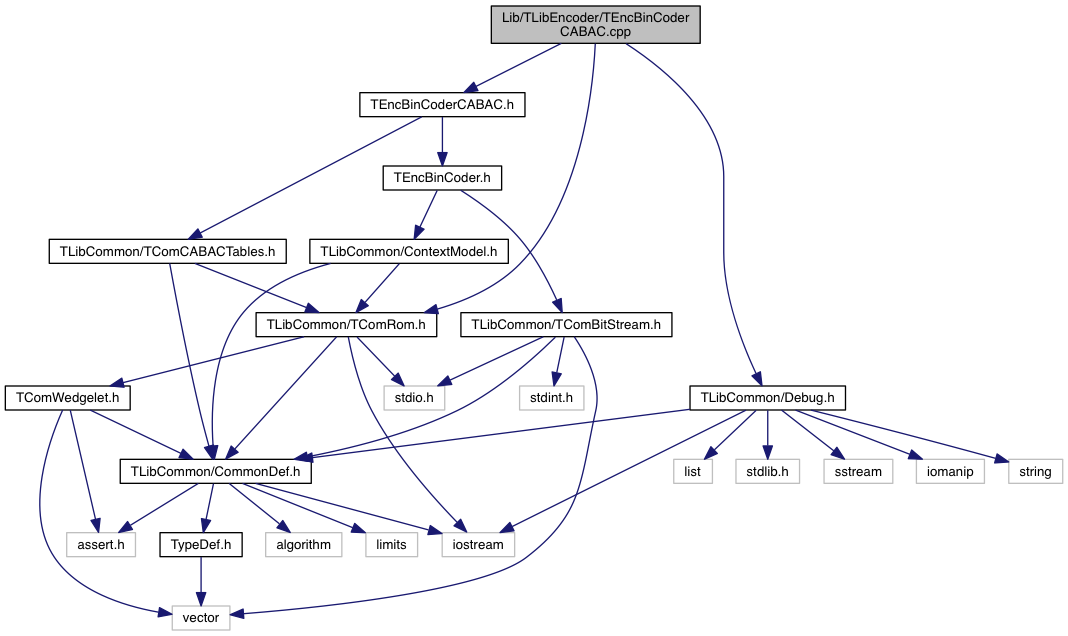 Lib/TLibEncoder/TEncBinCoder
CABAC.cpp
TEncBinCoderCABAC.h
TEncBinCoder.h
TLibCommon/TComCABACTables.h
TLibCommon/ContextModel.h
TLibCommon/TComRom.h
TLibCommon/TComBitStream.h
TComWedgelet.h
stdio.h
stdint.h
TLibCommon/Debug.h
TLibCommon/CommonDef.h
list
stdlib.h
sstream
iomanip
string
assert.h
TypeDef.h
algorithm
limits
iostream
vector